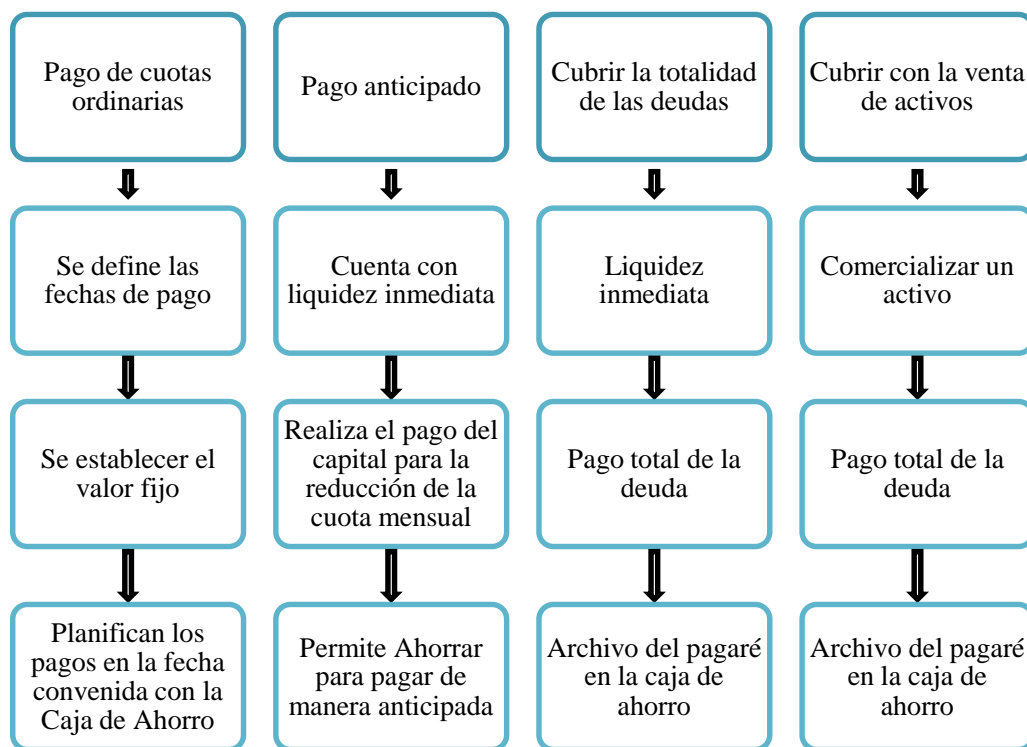 Pago de cuotas
ordinarias
Pago anticipado
Cubrir la totalidad
de las deudas
Cubrir con la venta
de activos
Se define las
fechas de pago
Cuenta con
liquidez inmediata
Liquidez
inmediata
Comercializar un
activo
Se establecer el
valor fijo
Realiza el pago del
capital para la
reducción de la
cuota mensual
Pago total de la
deuda
Pago total de la
deuda
Planifican los
pagos en la fecha
convenida con la
Caja de Ahorro
Permite Ahorrar
para pagar de
manera anticipada
Archivo del pagaré
en la caja de
ahorro
Archivo del pagaré
en la caja de
ahorro